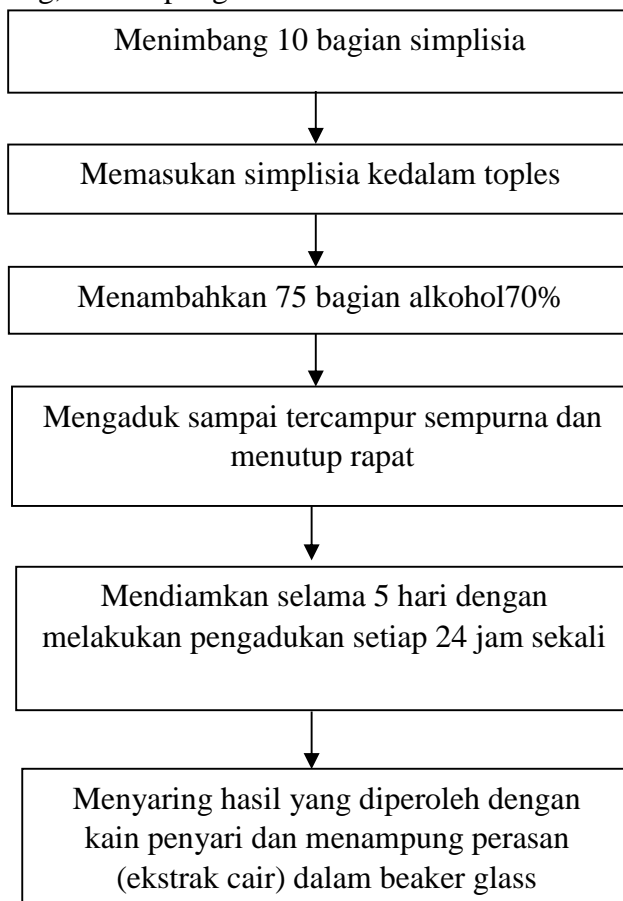 Menimbang 10 bagian simplisia
Memasukan simplisia kedalam toples
Menambahkan 75 bagian alkohol70%
Mengaduk sampai tercampur sempurna dan
menutup rapat
Mendiamkan selama 5 hari dengan
melakukan pengadukan setiap 24 jam sekali
Menyaring hasil yang diperoleh dengan
kain penyari dan menampung perasan
(ekstrak cair) dalam beaker glass